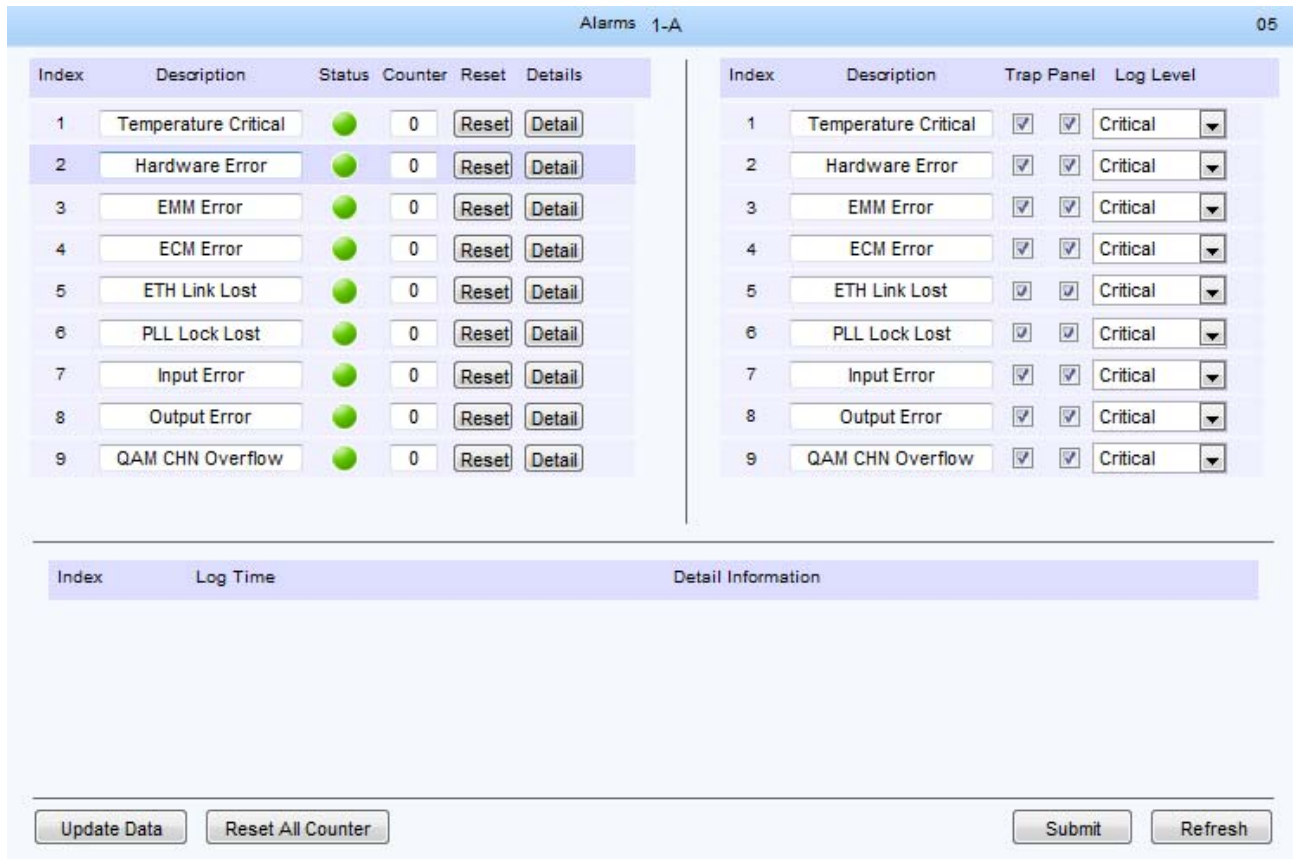 Alarms 1-A 05
Index Description Status Counter Reset Details
1 Temperature Critical 0 Reset Detail
2 Hardware Error 0 Reset Detail
3 EMM Error 0 Reset Detail
4 ECM Error 0 Reset Detail
5 ETH Link Lost 0 Reset Detail
6 PLL Lock Lost 0 Reset Detail
7 Input Error 0 Reset Detail
8 Output Error 0 Reset Detail
9 QAM CHN Overflow 0 Reset Detail
Index Description Trap Panel Log Level
1 Temperature Critical Critical
2 Hardware Error Critical
3 EMM Error Critical
4 ECM Error Critical
5 ETH Link Lost Critical
6 PLL Lock Lost Critical
7 Input Error Critical
8 Output Error Critical
9 QAM CHN Overflow Critical
Index Log Time Detail Information
Update Data Reset All Counter Submit Refresh